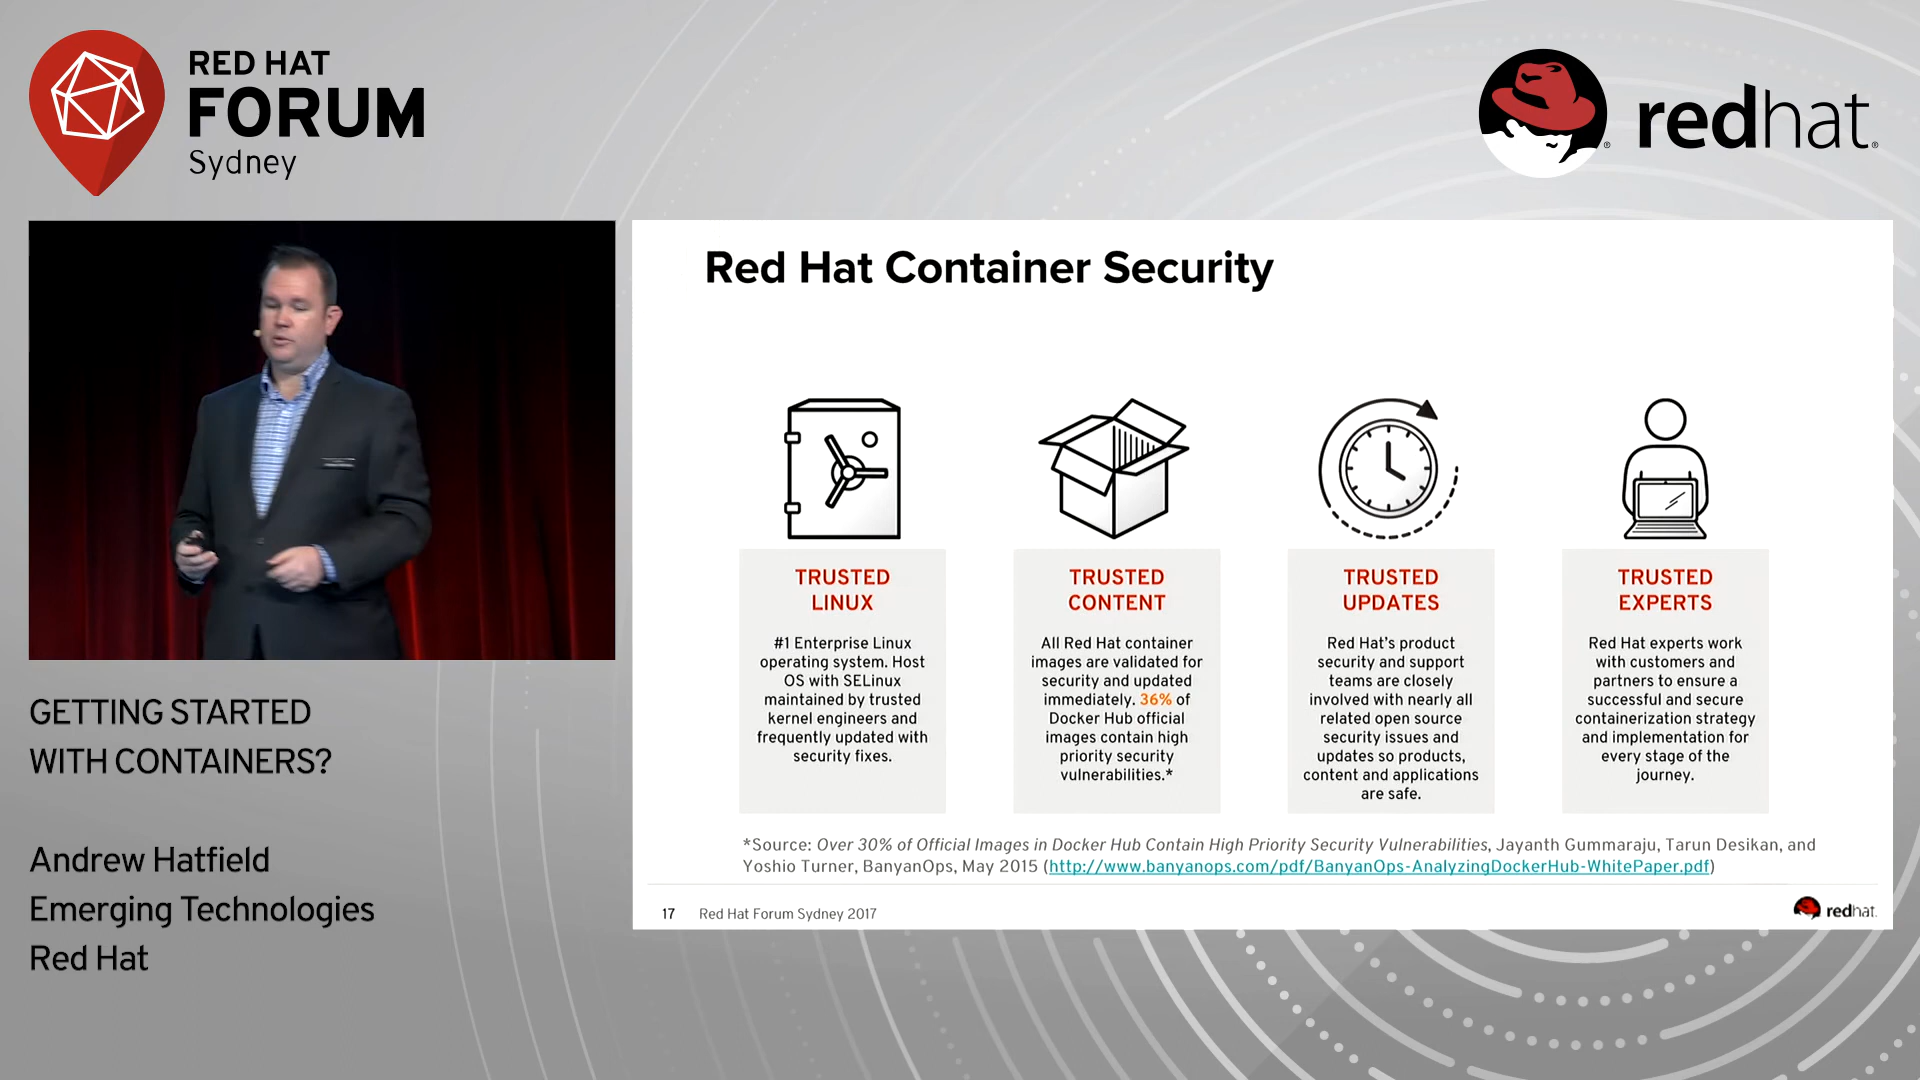 RED HAT
FORUM
Sydney
redhat.
Red Hat Container Security
TRUSTED
LINUX
#1 Enterprise Linux
operating system. Host
OS with SELinux
maintained by trusted
kernel engineers and
frequently updated with
security fixes.
TRUSTED
CONTENT
All Red Hat container
images are validated for
security and updated
immediately. 36% of
Docker Hub official
images contain high
priority security
vulnerabilities.*
TRUSTED
UPDATES
Red Hat's product
security and support
teams are closely
involved with nearly all
related open source
security issues and
updates so products,
content and applications
are safe.
TRUSTED
EXPERTS
Red Hat experts work
with customers and
partners to ensure a
successful and secure
containerization strategy
and implementation for
every stage of the
journey.
*Source: Over 30% of Official Images in Docker Hub Contain High Priority Security Vulnerabilities, Jayanth Gummaraju, Tarun Desikan, and
Yoshio Turner, BanyanOps, May 2015 (http://www.banyanops.com/pdf/BanyanOps-AnalyzingDockerHub-WhitePaper.pdf)
17 Red Hat Forum Sydney 2017
redhat.
GETTING STARTED
WITH CONTAINERS?
Andrew Hatfield
Emerging Technologies
Red Hat